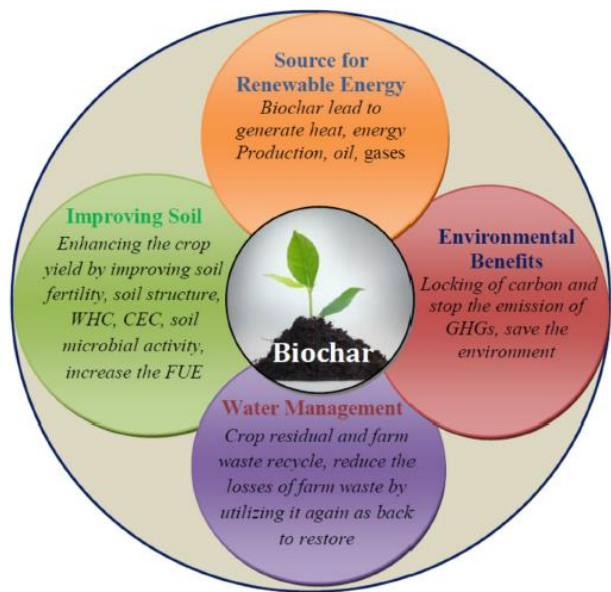 Source for
Renewable Energy
Biochar lead to
generate heat, energy
Production, oil, gases
Improving Soil
Enhancing the crop
yield by improving soil
fertility, soil structure,
WHC, CEC, soil
microbial activity,
increase the FUE
Environmental
Benefits
Locking of carbon and
stop the emission of
GHGs, save the
environment
Biochar
Water Management
Crop residual and farm
waste recycle, reduce the
losses of farm waste by
utilizing it again as back
to restore